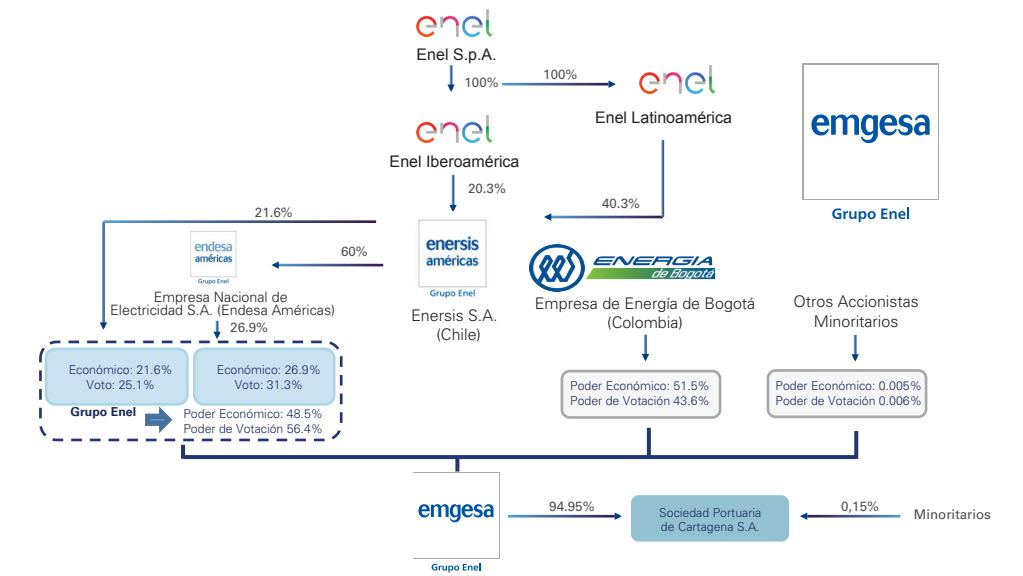 enel
Enel S.p.A.
100%
100%
enel
Enel Latinoamérica
enel
Enel Iberoamérica
20.3%
40.3%
emgesa
Grupo Enel
21.6%
endesa
américas
Grupo Enel
60%
enersis
américas
Grupo Enel
Enersis S.A.
(Chile)
ENERGIA
de Bogotá
Empresa de Energía de Bogotá
(Colombia)
Otros Accionistas
Minoritarios
Empresa Nacional de
Electricidad S.A. (Endesa Américas)
26.9%
Económico: 21.6%
Voto: 25.1%
Económico: 26.9%
Voto: 31.3%
Grupo Enel
Poder Económico: 48.5%
Poder de Votación 56.4%
Poder Económico: 51.5%
Poder de Votación 43.6%
Poder Económico: 0.005%
Poder de Votación 0.006%
emgesa
Grupo Enel
94.95%
Sociedad Portuaria
de Cartagena S.A.
0,15%
Minoritarios